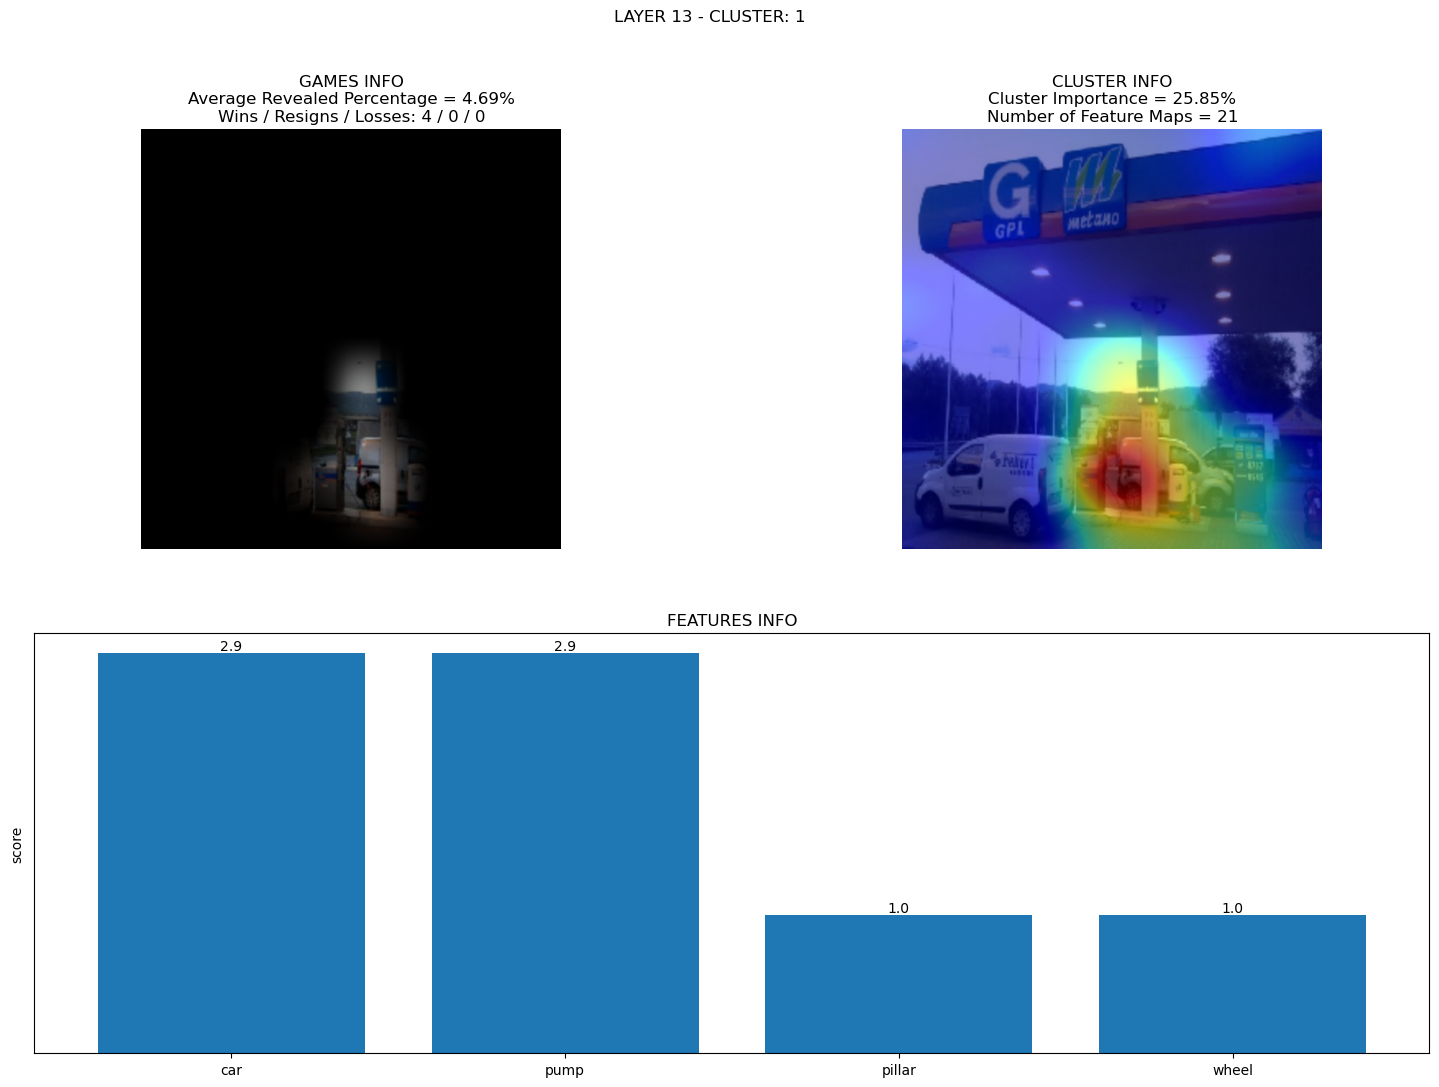 LAYER 13 - CLUSTER: 1
GAMES INFO
Average Revealed Percentage = 4.69%
Wins / Resigns / Losses: 4 / 0 / 0
CLUSTER INFO
Cluster Importance = 25.85%
Number of Feature Maps = 21
G
GPL
metano
FEATURES INFO
score
2.9
2.9
1.0
1.0
car
pump
pillar
wheel